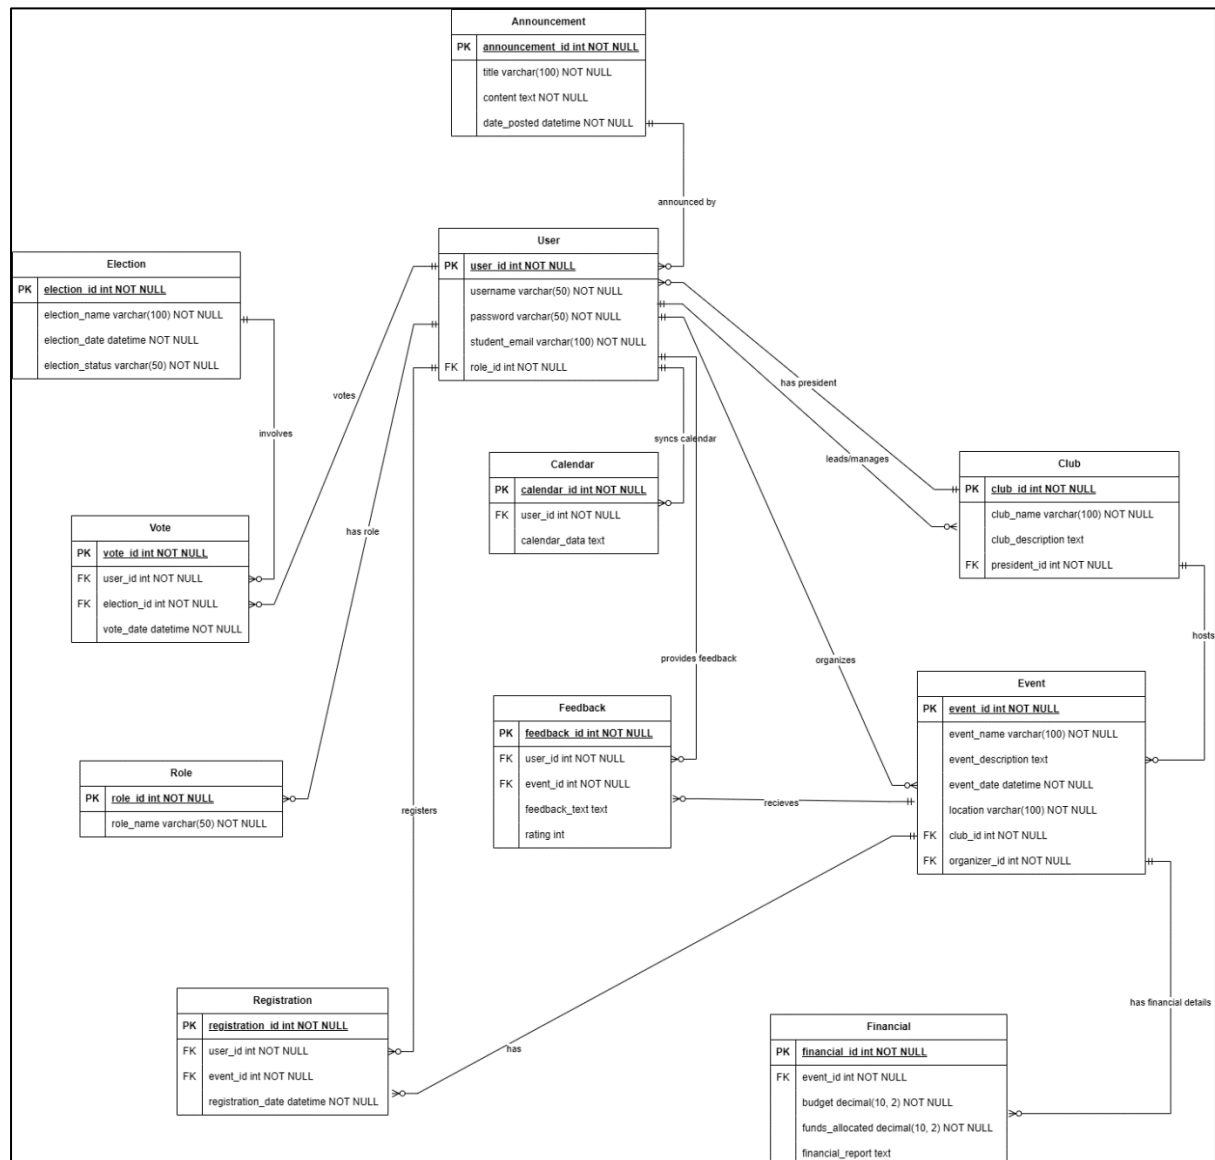 Announcement
PK announcement_id int NOT NULL
title varchar(100) NOT NULL
content text NOT NULL
date_posted datetime NOT NULL
announced by
User
PK user_id int NOT NULL
username varchar(50) NOT NULL
password varchar(50) NOT NULL
student_email varchar(100) NOT NULL
FK role_id int NOT NULL
Election
PK election_id int NOT NULL
election_name varchar(100) NOT NULL
election_date datetime NOT NULL
election_status varchar(50) NOT NULL
votes
has president
involves
syncs calendar
leads/manages
Calendar
PK calendar_id int NOT NULL
FK user_id int NOT NULL
calendar_data text
Club
PK club_id int NOT NULL
club_name varchar(100) NOT NULL
club_description text
FK president_id int NOT NULL
Vote
PK vote_id int NOT NULL
FK user_id int NOT NULL
FK election_id int NOT NULL
vote_date datetime NOT NULL
has role
hosts
provides feedback
organizes
Event
PK event_id int NOT NULL
event_name varchar(100) NOT NULL
event_description text
event_date datetime NOT NULL
location varchar(100) NOT NULL
FK club_id int NOT NULL
FK organizer_id int NOT NULL
Feedback
PK feedback_id int NOT NULL
FK user_id int NOT NULL
FK event_id int NOT NULL
feedback_text text
rating int
recieves
Role
PK role_id int NOT NULL
role_name varchar(50) NOT NULL
registers
Registration
PK registration_id int NOT NULL
FK user_id int NOT NULL
FK event_id int NOT NULL
registration_date datetime NOT NULL
has
has financial details
Financial
PK financial_id int NOT NULL
FK event_id int NOT NULL
budget decimal(10, 2) NOT NULL
funds_allocated decimal(10, 2) NOT NULL
financial_report text